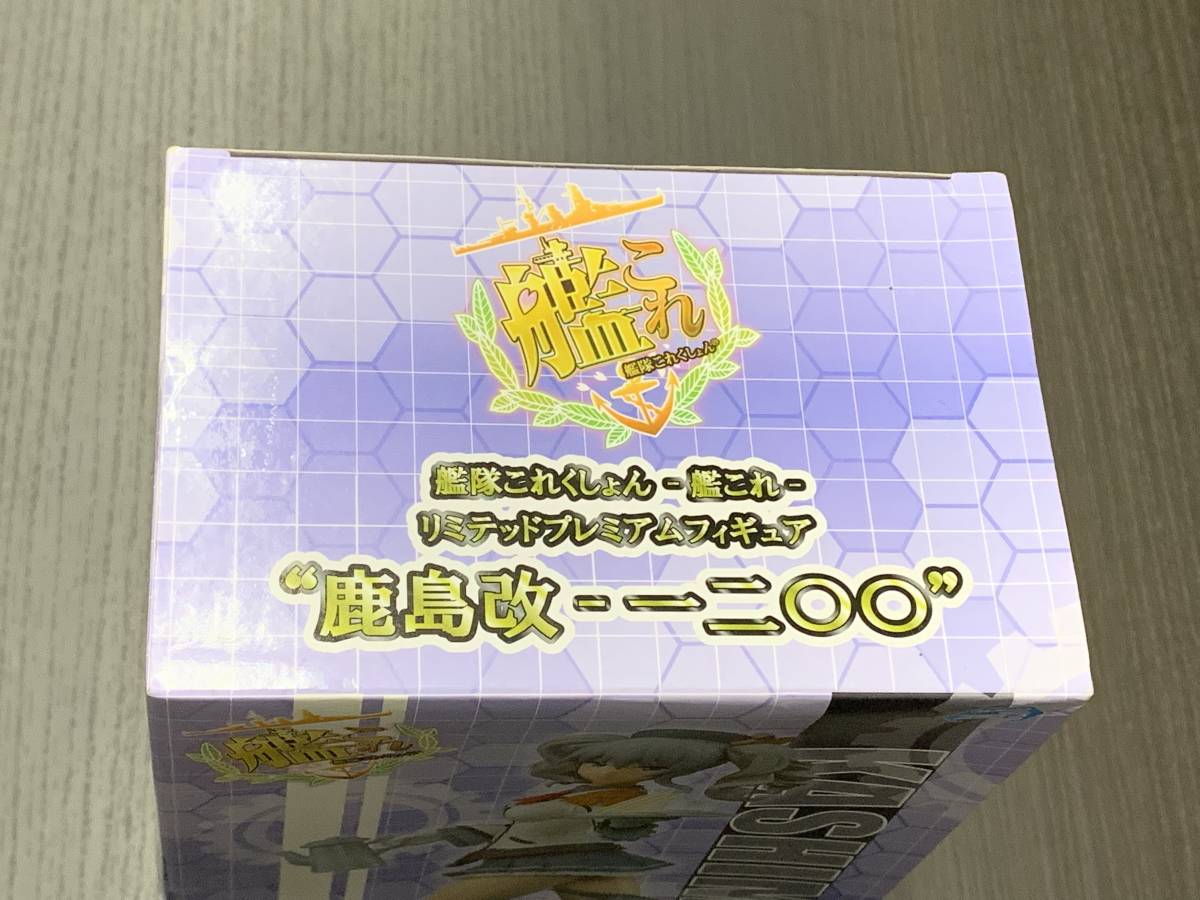 艦これ
艦隊これくしょん
艦隊これくしょん - 艦これ -
リミテッドプレミアムフィギュア
“鹿島改 - 一二〇〇”
艦これ
KASHIM